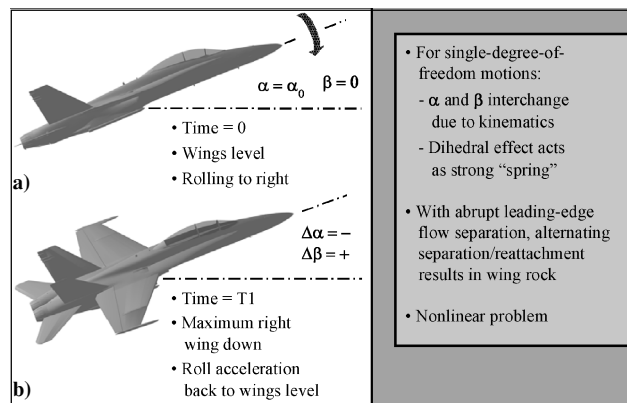 α = α₀ β = 0
• Time = 0
• Wings level
• Rolling to right
a)
Δα = −
Δβ = +
• Time = T1
• Maximum right
wing down
• Roll acceleration
back to wings level
b)
• For single-degree-of-
freedom motions:
- α and β interchange
due to kinematics
- Dihedral effect acts
as strong “spring”
• With abrupt leading-edge
flow separation, alternating
separation/reattachment
results in wing rock
• Nonlinear problem